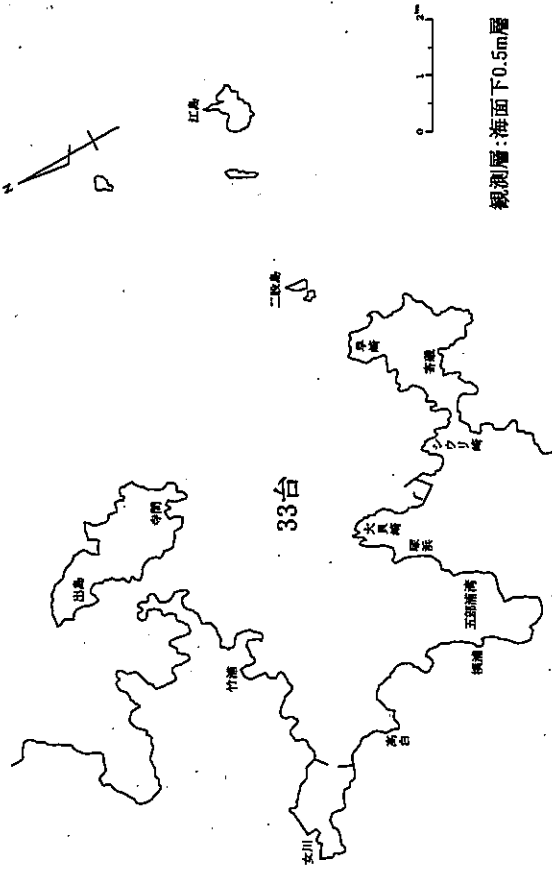 N
江島
二股島
早崎
寄磯
シウリ崎
出島
寺間
33台
大貝崎
塚浜
五部浦湾
横浦
高白
竹浦
女川
0
1
2km
観測層:海面下0.5m層